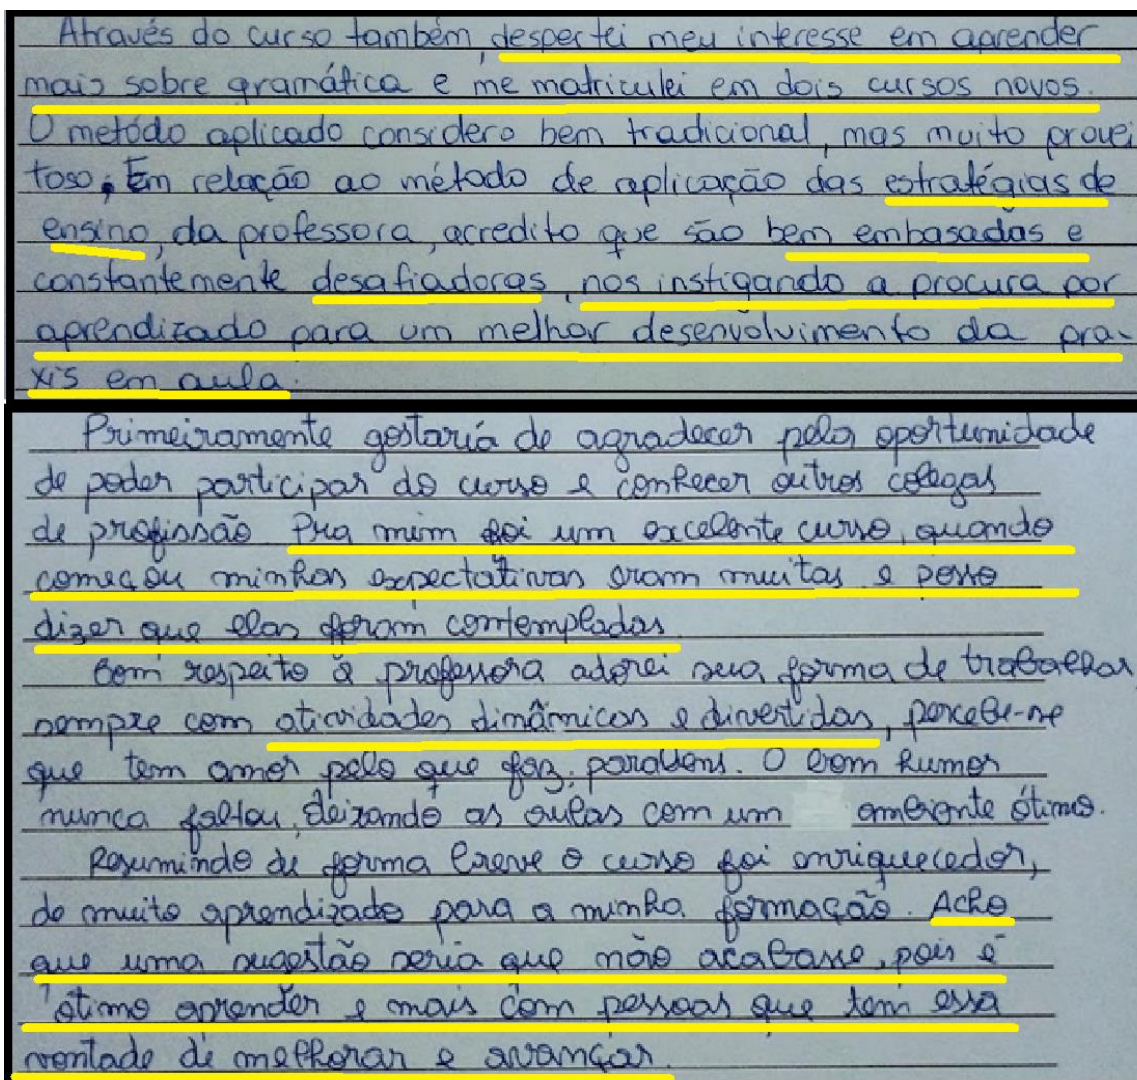 Através do curso também, despertei meu interesse em aprender
mais sobre gramática e me matriculei em dois cursos novos.
O metódo aplicado considero bem tradicional, mas muito provei
toso. Em relação ao método de aplicação das estratégias de
ensino, da professora, acredito que são bem embasadas e
constantemente desafiadoras, nos instigando a procura por
aprendizado para um melhor desenvolvimento da pra-
xis em aula.
Primeiramente gostaria de agradecer pela oportunidade
de poder participar do curso e conhecer outros colegas
de profissão. Pra mim foi um excelente curso, quando
começou minhas expectativas eram muitas e posso
dizer que elas foram contempladas.
Com respeito à professora adorei sua forma de trabalhar
sempre com atividades dinâmicas e divertidas, percebe-se
que tem amor pelo que faz, parabéns. O bom humor
nunca faltou, deixando as aulas com um ambiente ótimo.
Resumindo de forma breve o curso foi enriquecedor,
de muito aprendizado para a minha formação. Acho
que uma sugestão seria que não acabasse, pois é
ótimo aprender e mais com pessoas que tem essa
vontade de melhorar e avançar.